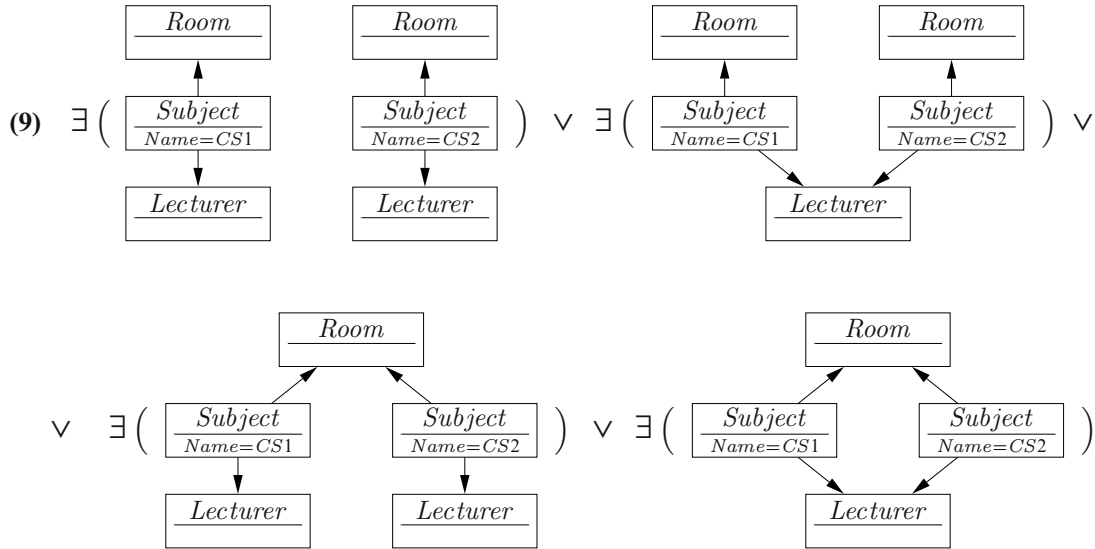 Room Room Room Room
(9) ∃ ( Subject Subject ) ∨ ∃ ( Subject Subject ) ∨
Name=CS1 Name=CS2 Name=CS1 Name=CS2
Lecturer Lecturer Lecturer
Room Room
∨ ∃ ( Subject Subject ) ∨ ∃ ( Subject Subject )
Name=CS1 Name=CS2 Name=CS1 Name=CS2
Lecturer Lecturer Lecturer